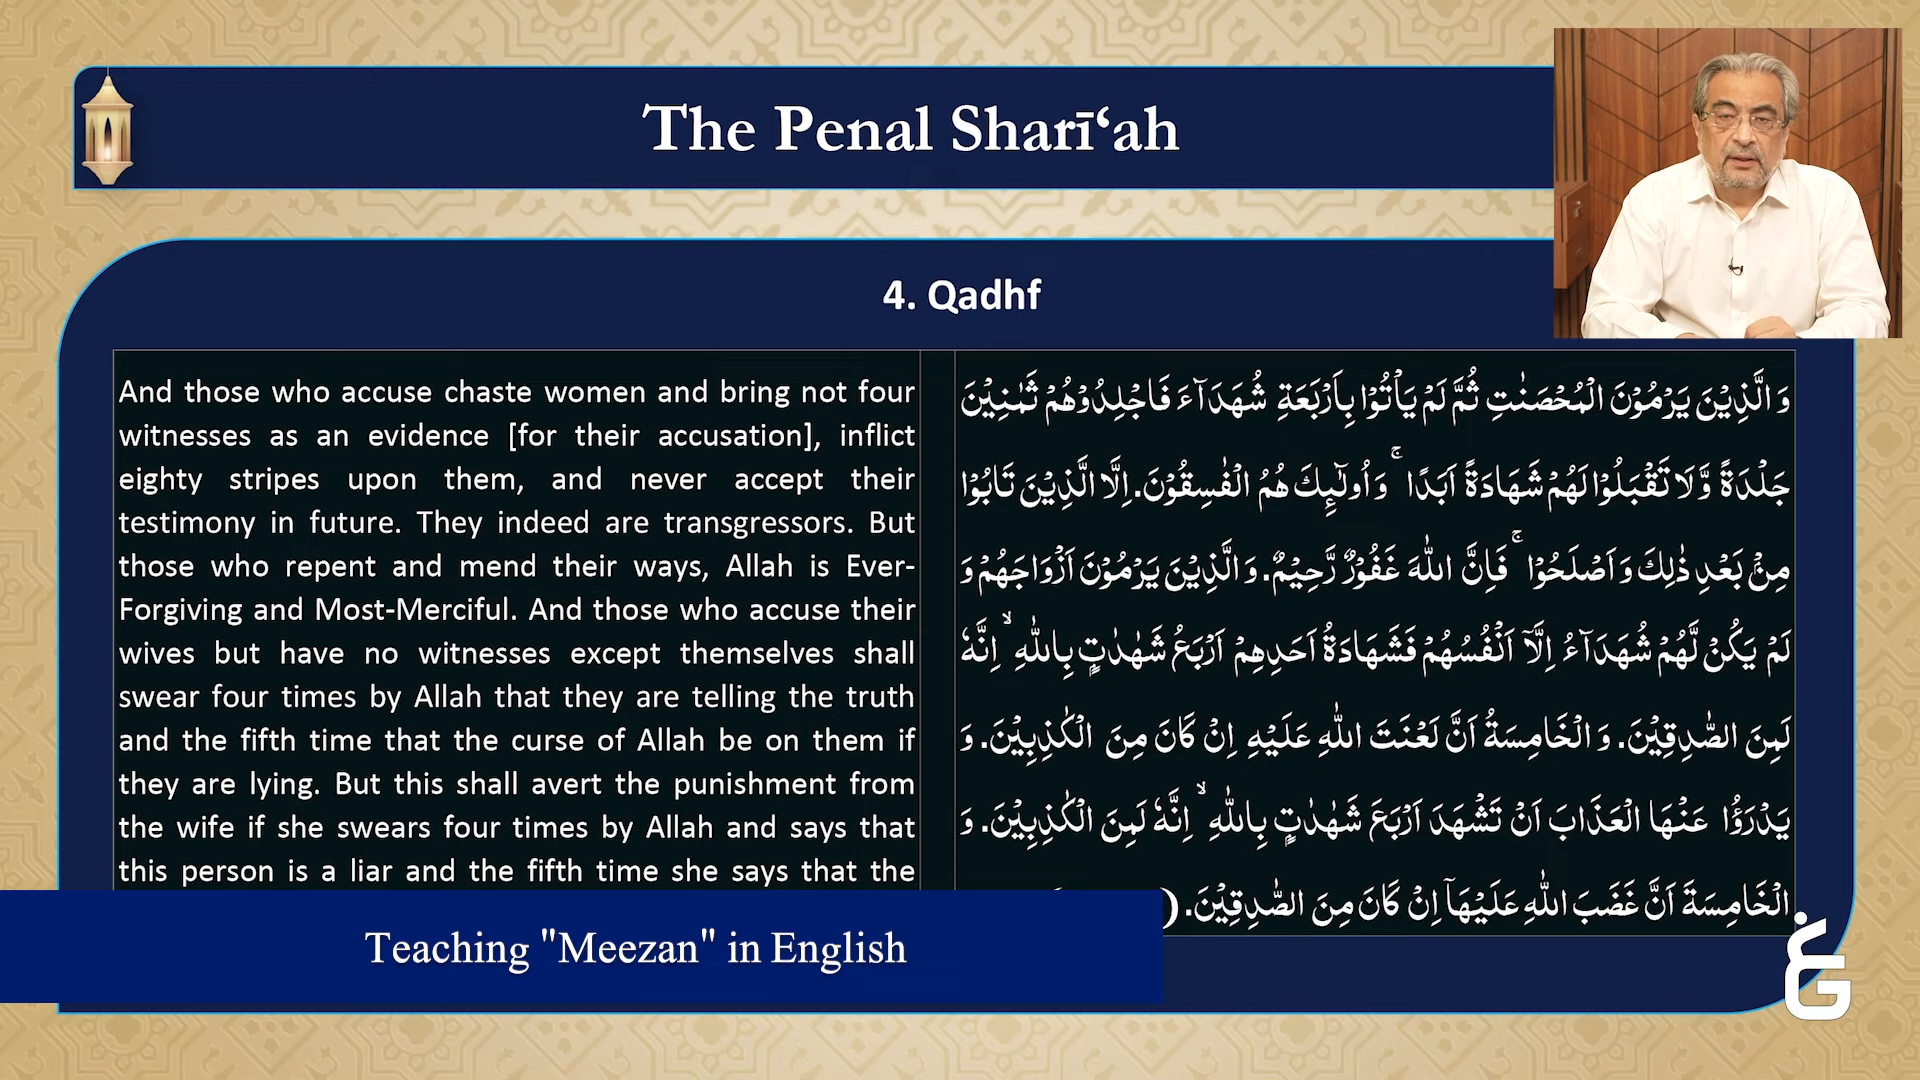 The Penal Sharī‘ah
4. Qadhf
And those who accuse chaste women and bring not four
witnesses as an evidence [for their accusation], inflict
eighty stripes upon them, and never accept their
testimony in future. They indeed are transgressors. But
those who repent and mend their ways, Allah is Ever-
Forgiving and Most-Merciful. And those who accuse their
wives but have no witnesses except themselves shall
swear four times by Allah that they are telling the truth
and the fifth time that the curse of Allah be on them if
they are lying. But this shall avert the punishment from
the wife if she swears four times by Allah and says that
this person is a liar and the fifth time she says that the
وَ الَّذِیۡنَ یَرۡمُوۡنَ الۡمُحۡصَنٰتِ ثُمَّ لَمۡ یَاۡتُوۡا بِاَرۡبَعَۃِ شُهَدَآءَ فَاجۡلِدُوۡهُمۡ ثَمٰنِیۡنَ
جَلۡدَۃً وَّ لَا تَقۡبَلُوۡا لَهُمۡ شَهَادَۃً اَبَدًا ۚ وَ اُولٰٓئِكَ هُمُ الۡفٰسِقُوۡنَ. اِلَّا الَّذِیۡنَ تَابُوۡا
مِنۡۢ بَعۡدِ ذٰلِكَ وَ اَصۡلَحُوۡا ۚ فَاِنَّ اللّٰهَ غَفُوۡرٌ رَّحِیۡمٌ. وَ الَّذِیۡنَ یَرۡمُوۡنَ اَزۡوَاجَهُمۡ وَ
لَمۡ یَكُنۡ لَّهُمۡ شُهَدَآءُ اِلَّاۤ اَنۡفُسُهُمۡ فَشَهَادَۃُ اَحَدِهِمۡ اَرۡبَعُ شَهٰدٰتٍۭ بِاللّٰهِ ۙ اِنَّهٗ
لَمِنَ الصّٰدِقِیۡنَ. وَ الۡخَامِسَۃُ اَنَّ لَعۡنَتَ اللّٰهِ عَلَیۡهِ اِنۡ كَانَ مِنَ الۡكٰذِبِیۡنَ. وَ
یَدۡرَؤُا عَنۡهَا الۡعَذَابَ اَنۡ تَشۡهَدَ اَرۡبَعَ شَهٰدٰتٍۭ بِاللّٰهِ ۙ اِنَّهٗ لَمِنَ الۡكٰذِبِیۡنَ. وَ
الۡخَامِسَۃَ اَنَّ غَضَبَ اللّٰهِ عَلَیۡهَاۤ اِنۡ كَانَ مِنَ الصّٰدِقِیۡنَ. (
Teaching "Meezan" in English
غ
G